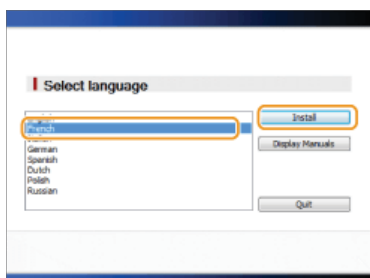 Select language
French
German
Spanish
Dutch
Polish
Russian
Install
Display Manuals
Quit